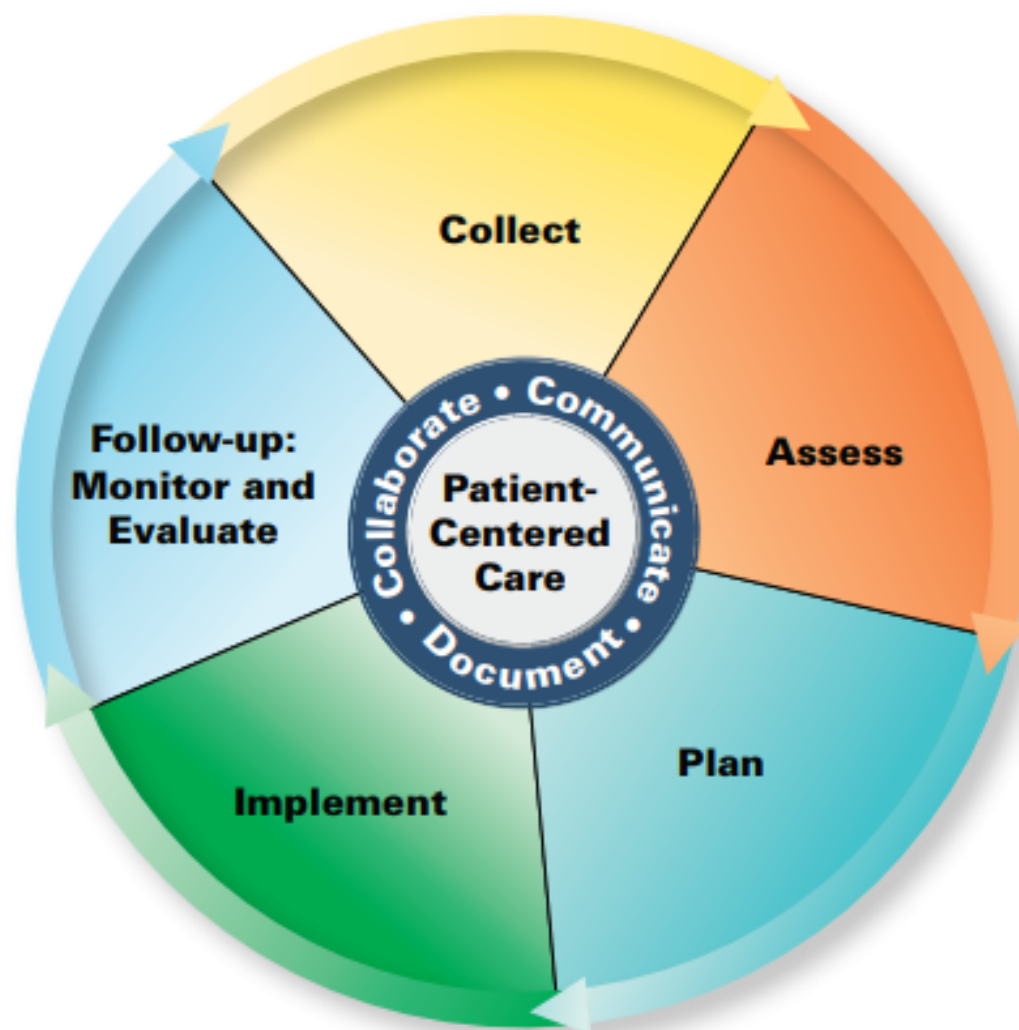 Collect
Assess
Plan
Implement
Follow-up:
Monitor and
Evaluate
Collaborate • Communicate • Document •
Patient-
Centered
Care